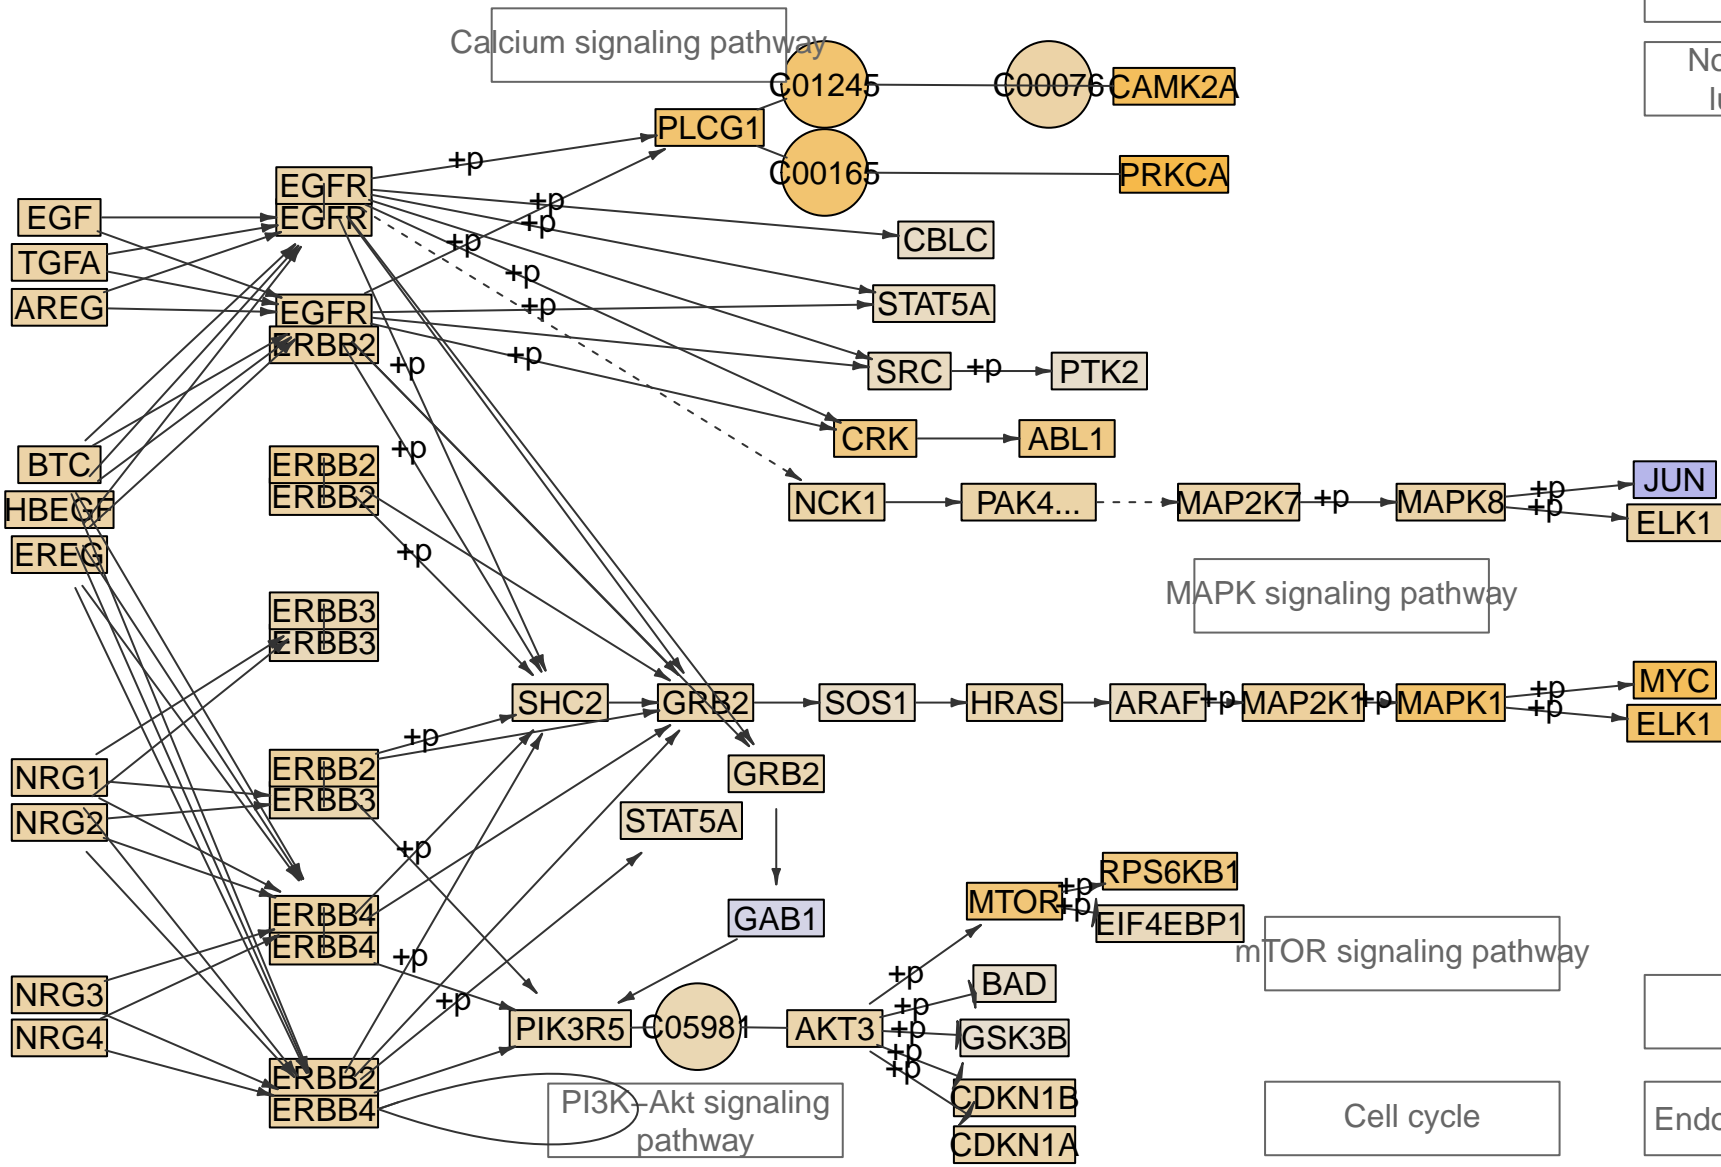 Calcium signaling pathway
C01245
C00076
CAMK2A
PLCG1
C00165
PRKCA
+p
EGFR
EGFR
EGF
+p
+p
CBLC
TGFA
+p
+p
AREG
EGFR
ERBB2
+p
STAT5A
+p
+p
SRC
+p
PTK2
CRK
ABL1
+p
BTC
ERBB2
ERBB2
HBEGF
NCK1
PAK4...
MAP2K7
+p
MAPK8
+p
+p
JUN
ELK1
EREG
+p
MAPK signaling pathway
ERBB3
ERBB3
SHC2
GRB2
SOS1
HRAS
ARAF
+p
MAP2K1
+p
MAPK1
+p
+p
MYC
ELK1
+p
NRG1
ERBB2
ERBB3
GRB2
NRG2
STAT5A
+p
ERBB4
ERBB4
GAB1
MTOR
+p
+p
RPS6KB1
EIF4EBP1
mTOR signaling pathway
+p
+p
NRG3
+p
BAD
NRG4
PIK3R5
C05981
AKT3
+p
+p
+p
+p
GSK3B
ERBB2
ERBB4
CDKN1B
CDKN1A
PI3K–Akt signaling
pathway
Cell cycle